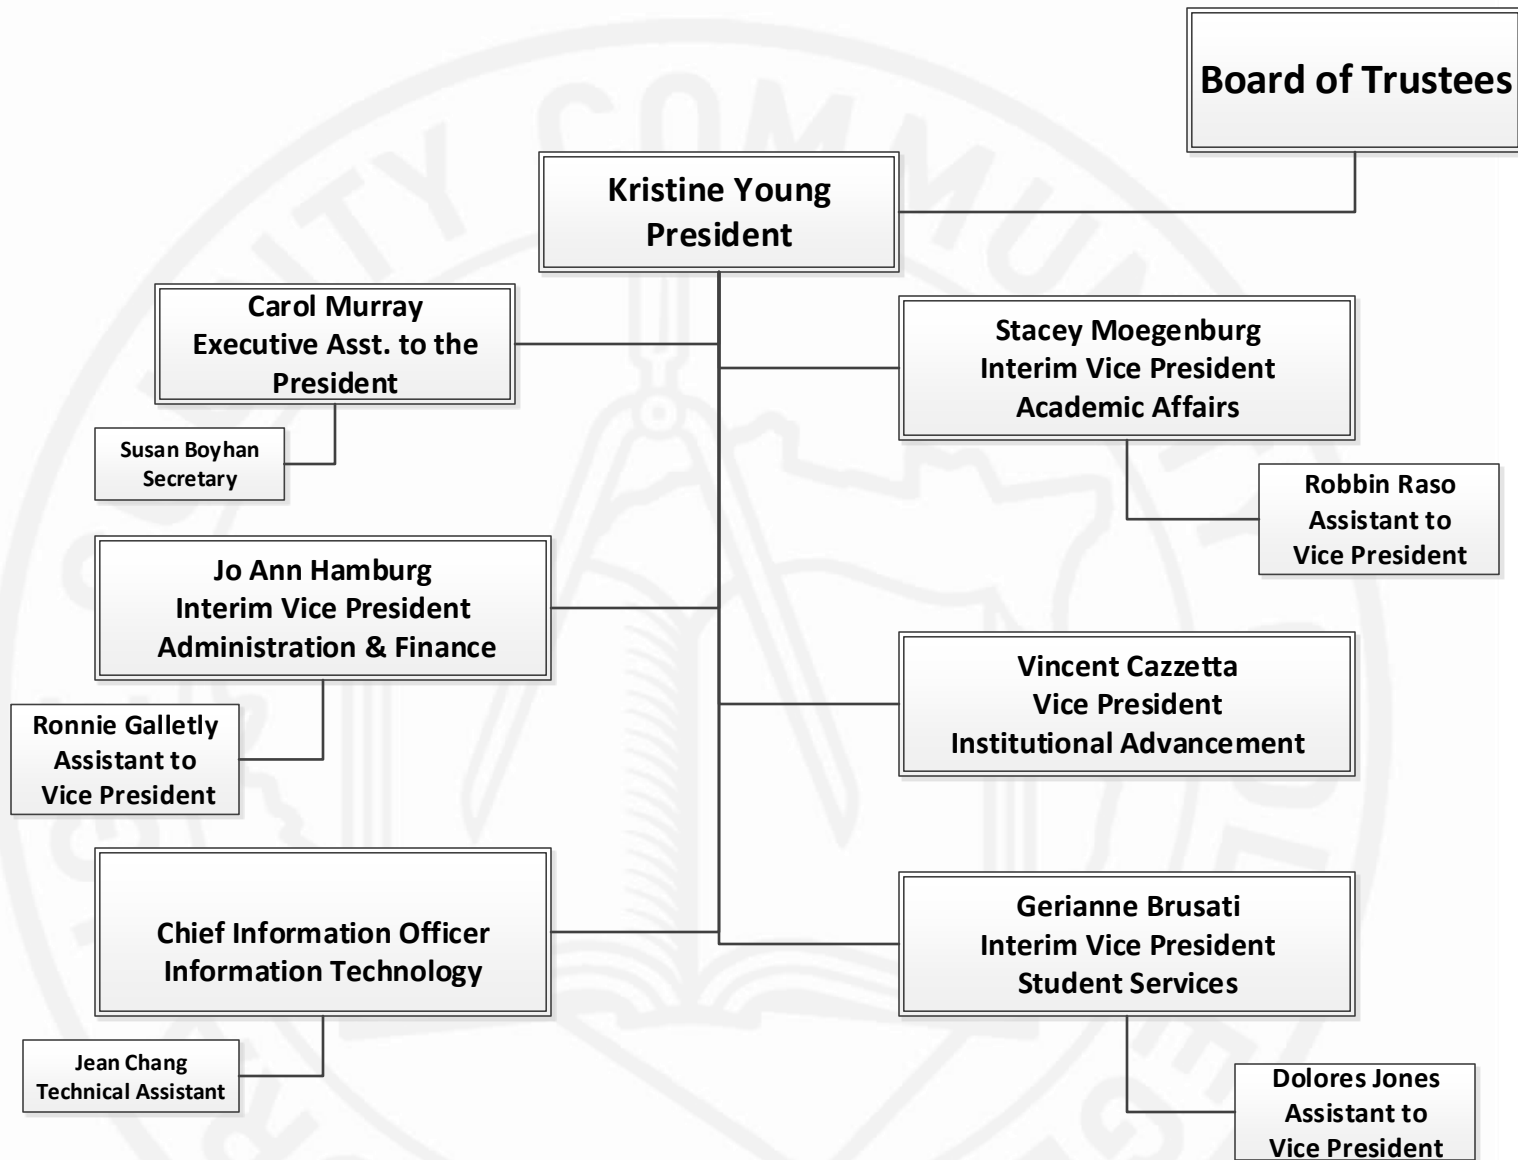 Board of Trustees
Kristine Young
President
Carol Murray
Executive Asst. to the
President
Stacey Moegenburg
Interim Vice President
Academic Affairs
Susan Boyhan
Secretary
Robbin Raso
Assistant to
Vice President
Jo Ann Hamburg
Interim Vice President
Administration & Finance
Vincent Cazzetta
Vice President
Institutional Advancement
Ronnie Galletly
Assistant to
Vice President
Chief Information Officer
Information Technology
Gerianne Brusati
Interim Vice President
Student Services
Jean Chang
Technical Assistant
Dolores Jones
Assistant to
Vice President